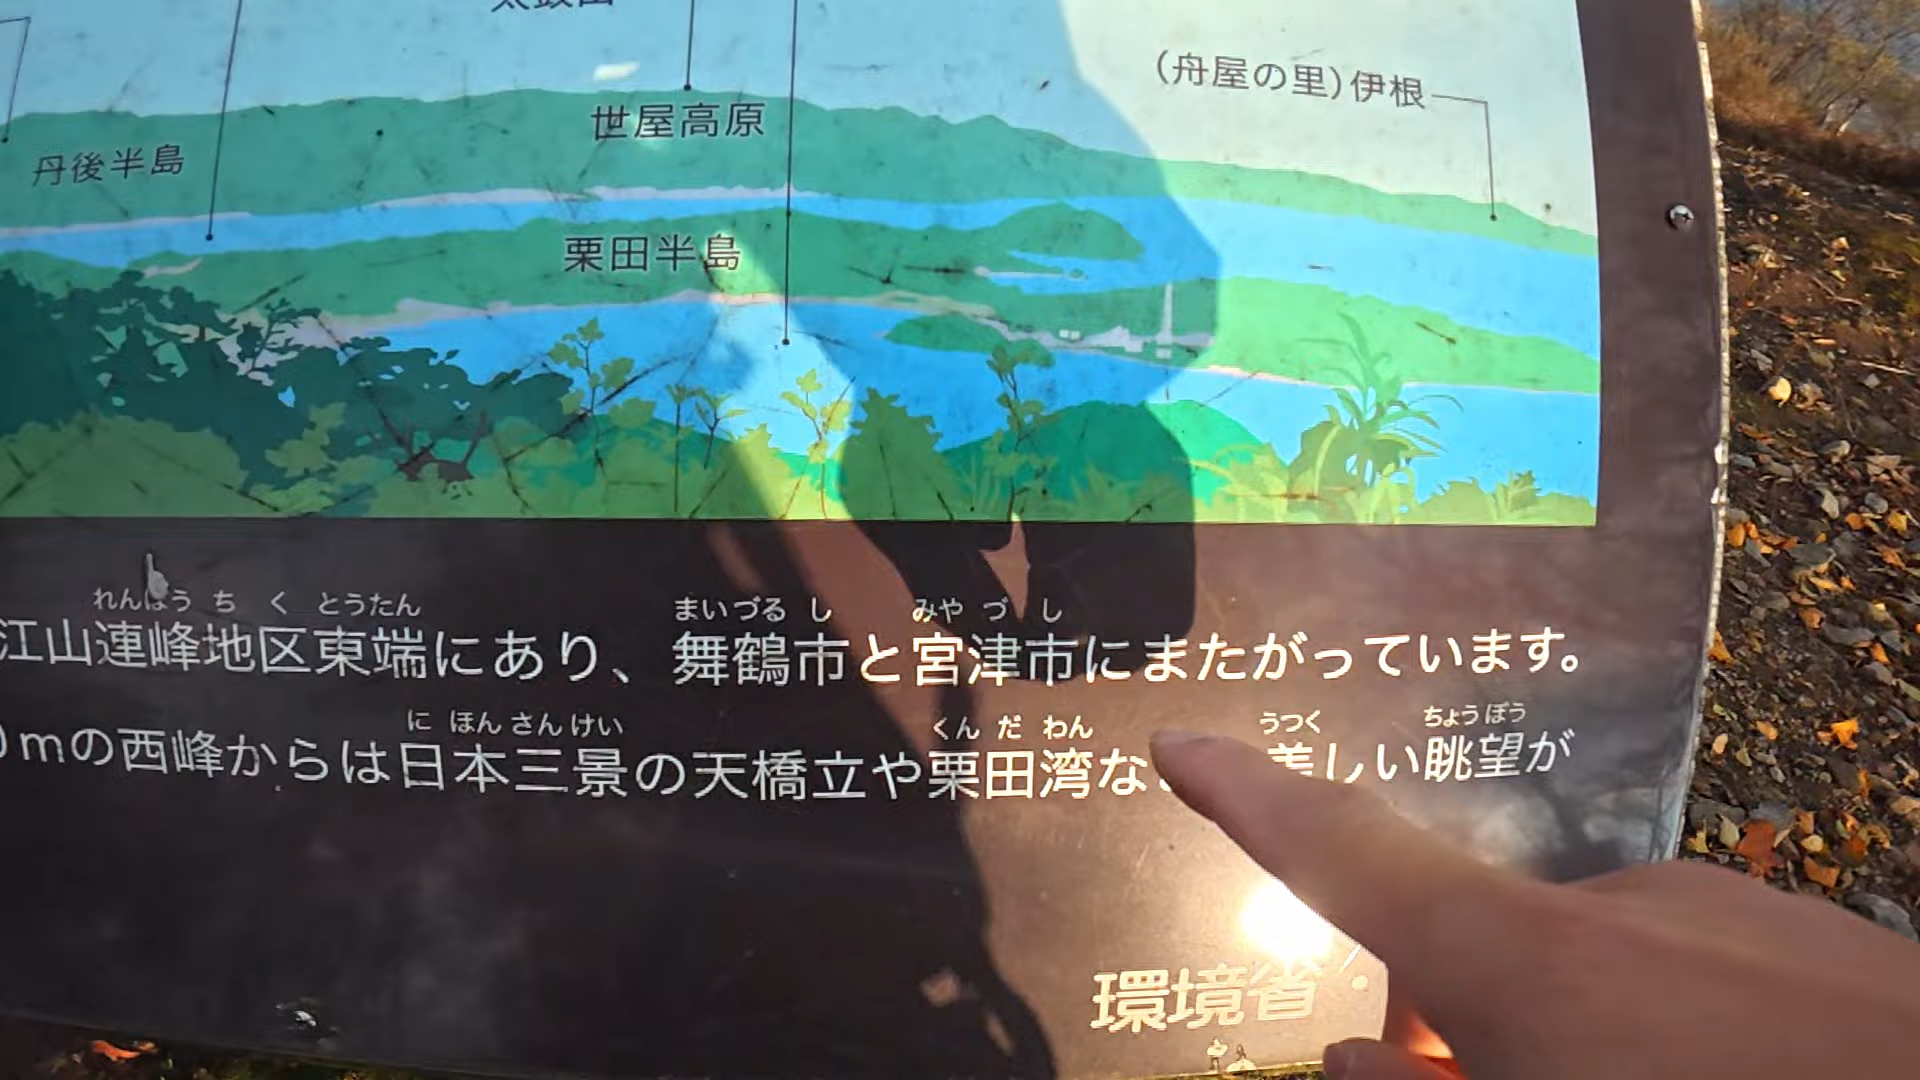 太鼓山
(舟屋の里)伊根
世屋高原
丹後半島
栗田半島
れんぽう ち く とうたん まいづる し みや づ し
江山連峰地区東端にあり、舞鶴市と宮津市にまたがっています。
に ほん さん けい くん だ わん うつく ちょう ぼう
mの西峰からは日本三景の天橋立や栗田湾な 美しい眺望が
環境省